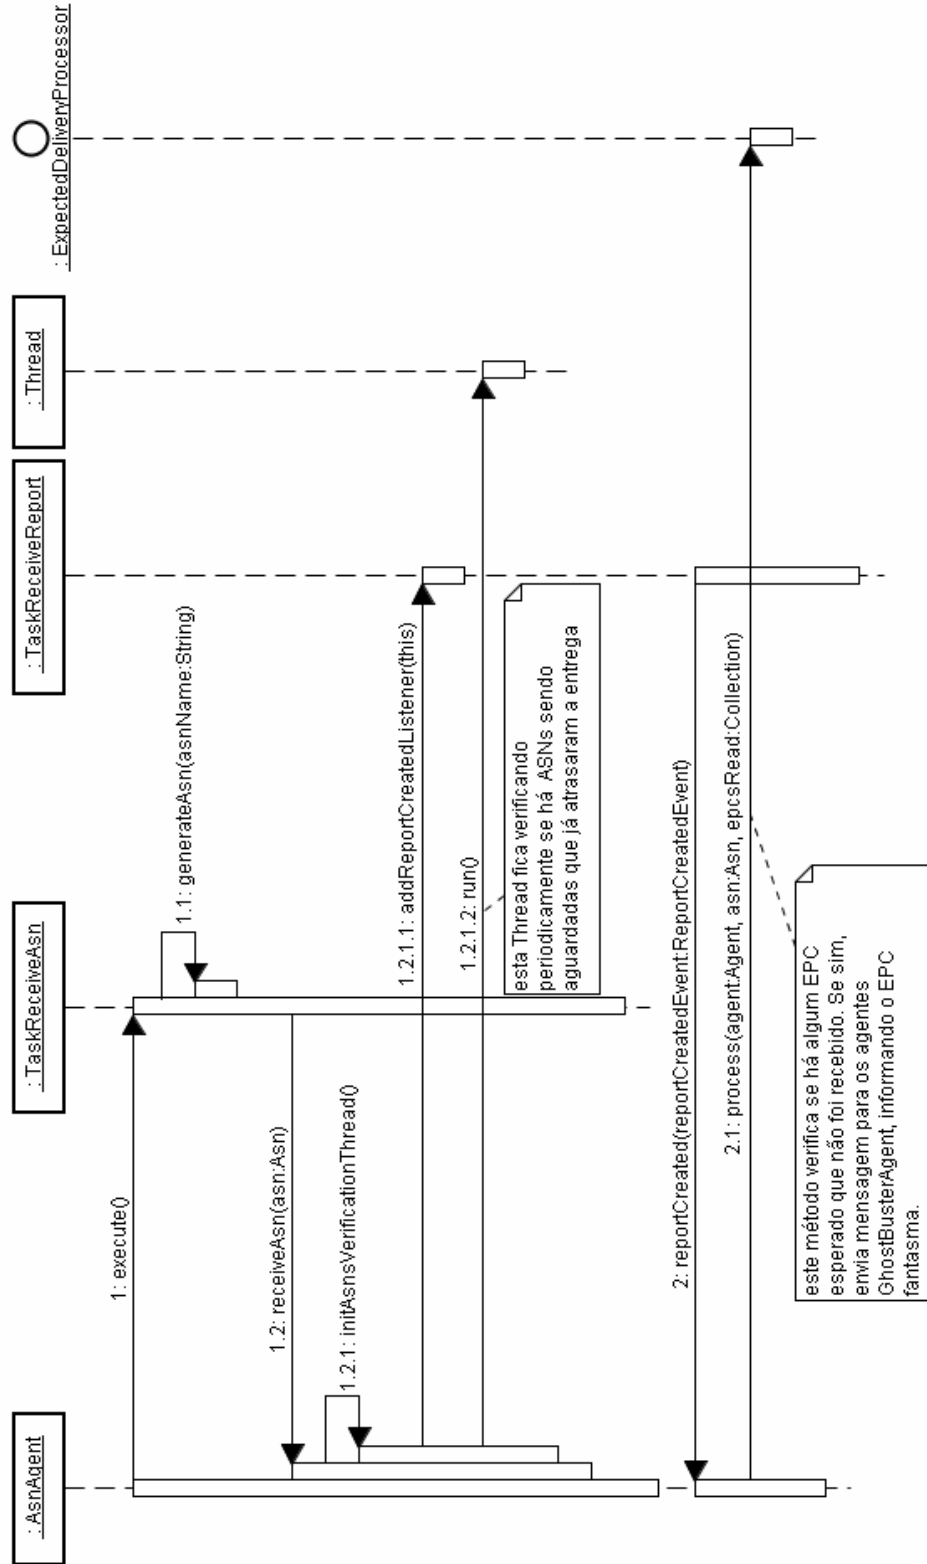 : AsnAgent
: TaskReceiveAsn
: TaskReceiveReport
: Thread
: ExpectedDeliveryProcessor
1: execute()
1.1: generateAsn(asnName:String)
1.2: receiveAsn(asn:Asn)
1.2.1: initAsnsVerificationThread()
1.2.1.1: addReportCreatedListener(this)
1.2.1.2: run()
esta Thread fica verificando
periodicamente se há ASNs sendo
aguardadas que já atrasaram a entrega
2: reportCreated(reportCreatedEvent:ReportCreatedEvent)
2.1: process(agent:Agent, asn:Asn, epcsRead:Collection)
este método verifica se há algum EPC
esperado que não foi recebido. Se sim,
envia mensagem para os agentes
GhostBusterAgent, informando o EPC
fantasma.